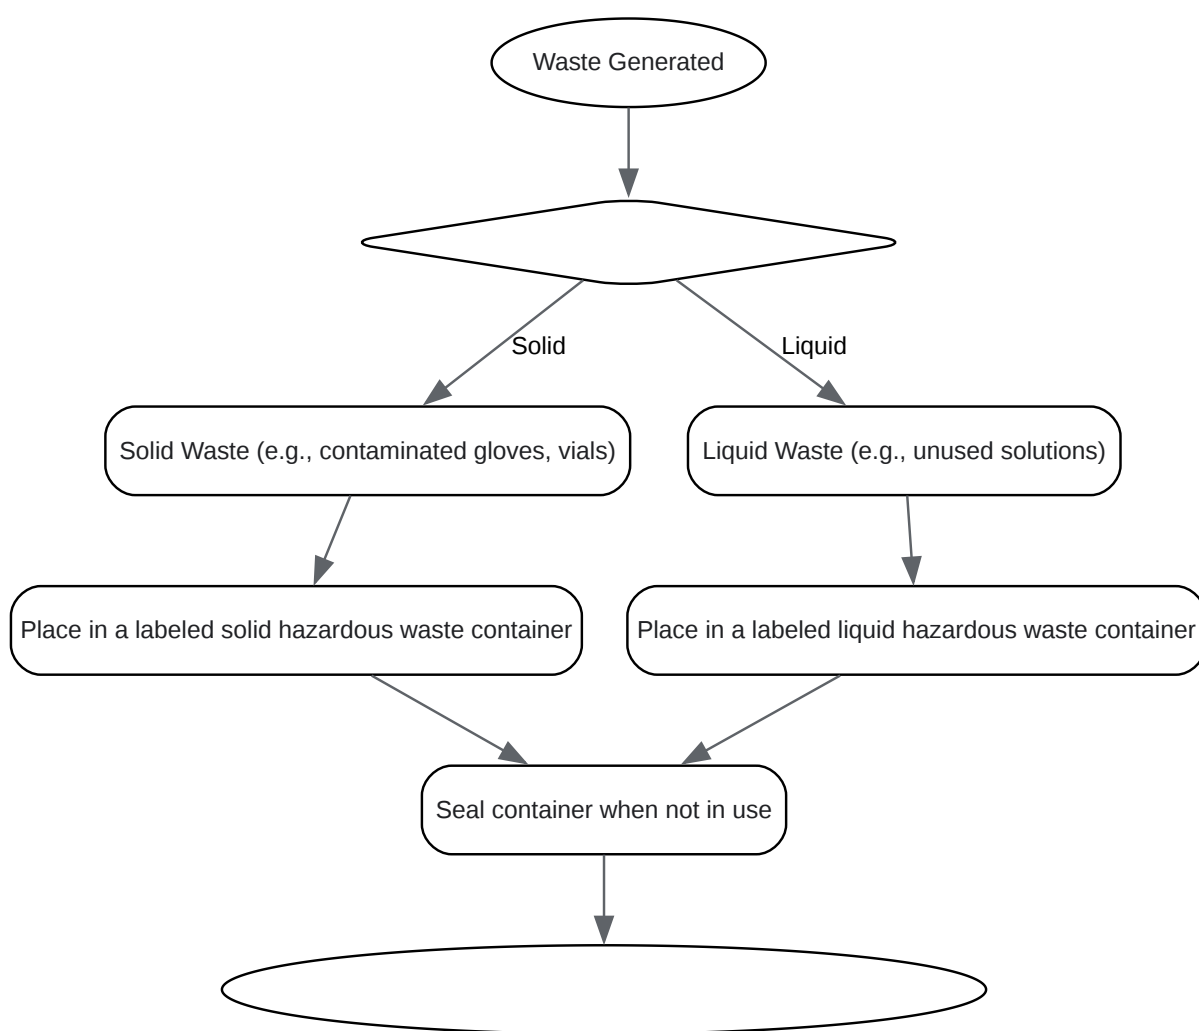 Waste Generated
Solid
Liquid
Solid Waste (e.g., contaminated gloves, vials)
Liquid Waste (e.g., unused solutions)
Place in a labeled solid hazardous waste container
Place in a labeled liquid hazardous waste container
Seal container when not in use